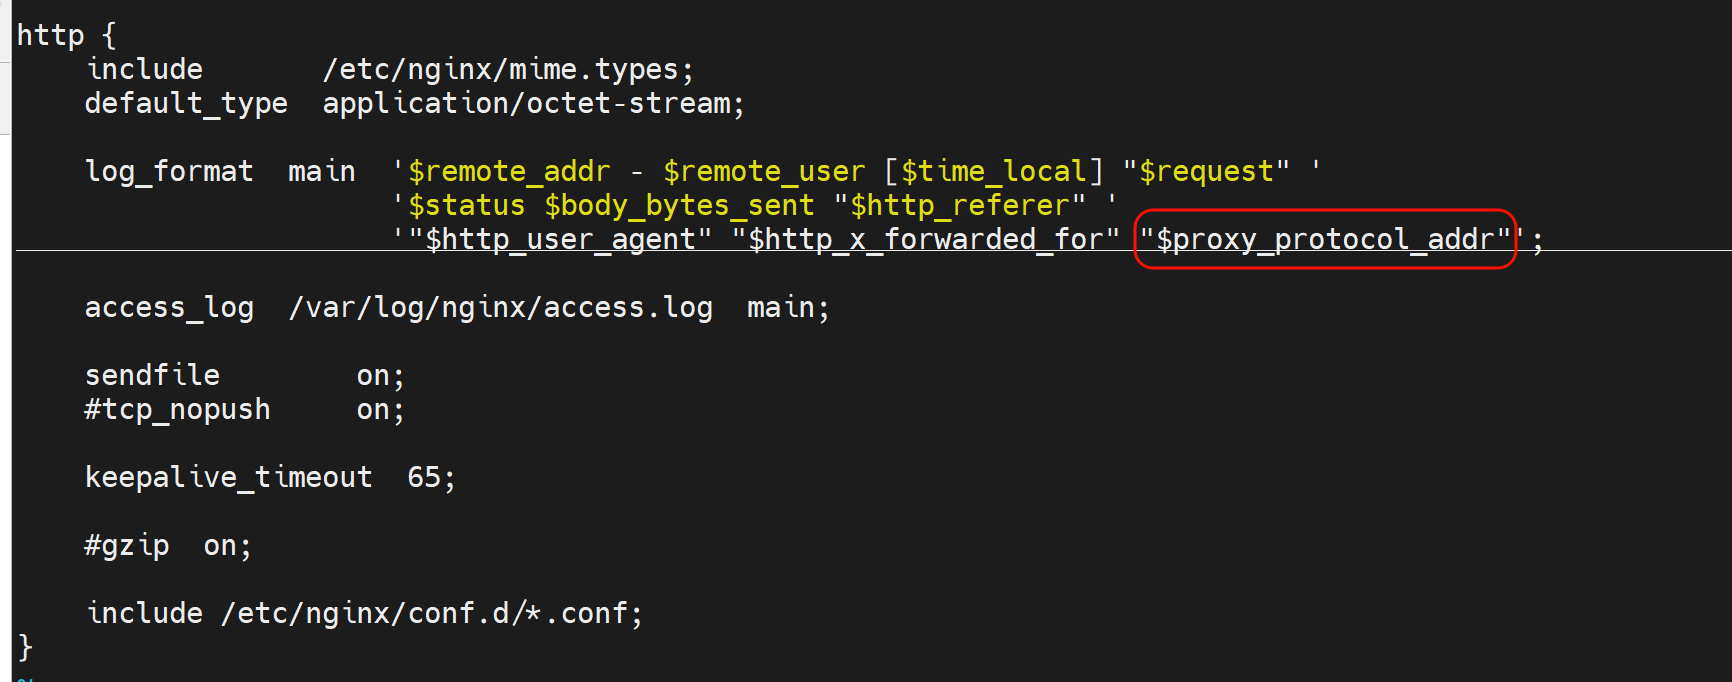 http {
    include       /etc/nginx/mime.types;
    default_type  application/octet-stream;
    log_format  main  '$remote_addr - $remote_user [$time_local] "$request" '
                      '$status $body_bytes_sent "$http_referer" '
                      '"$http_user_agent" "$http_x_forwarded_for" "$proxy_protocol_addr"';
    access_log  /var/log/nginx/access.log  main;
    sendfile        on;
    #tcp_nopush     on;
    keepalive_timeout  65;
    #gzip  on;
    include /etc/nginx/conf.d/*.conf;
}